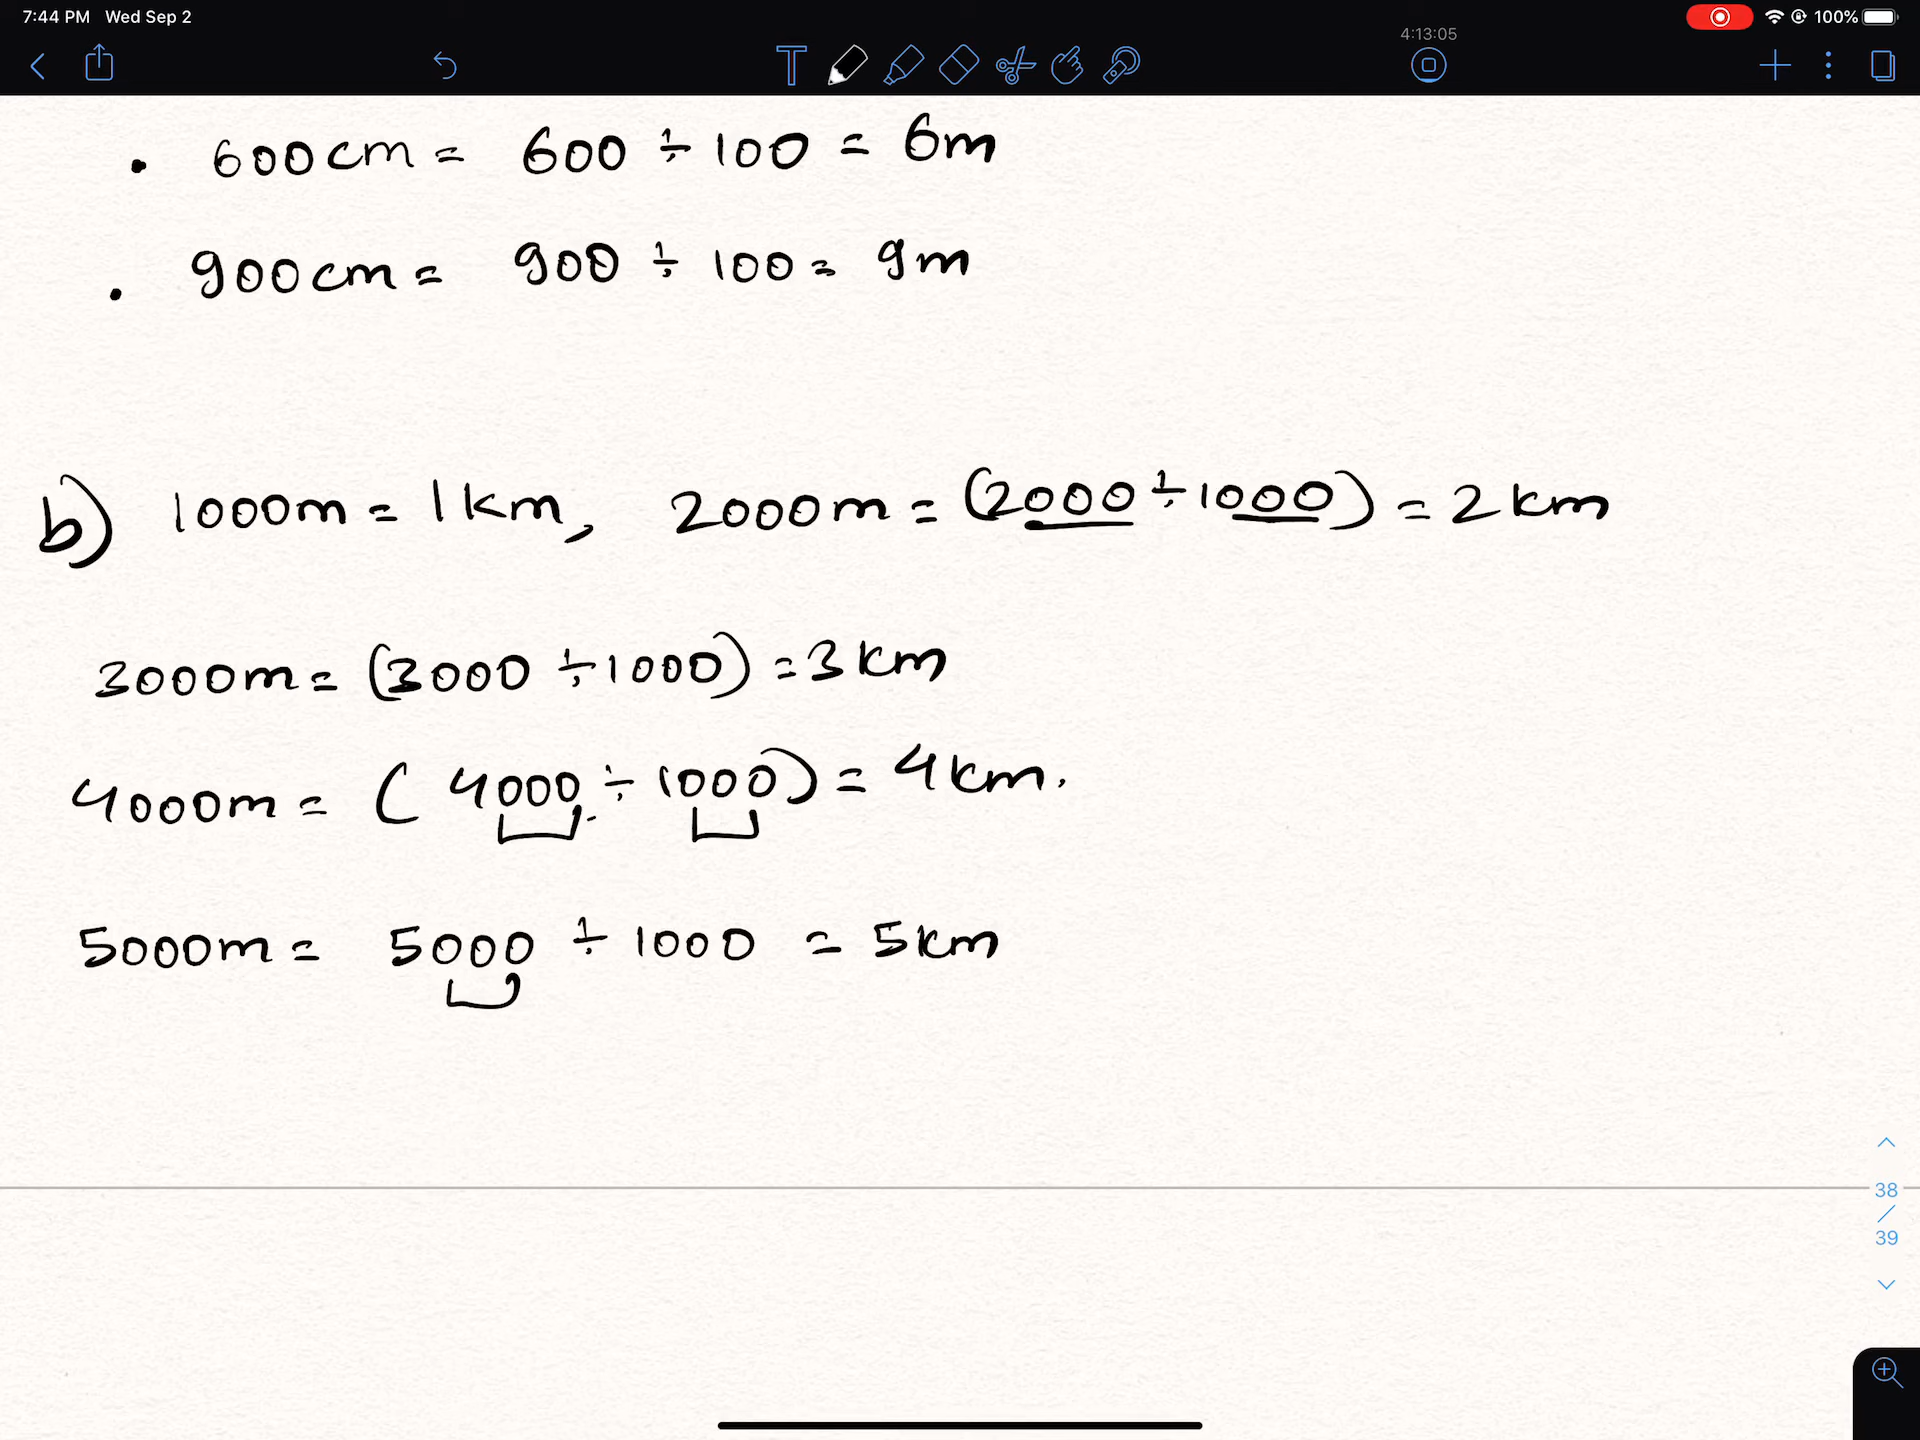 7:44 PM Wed Sep 2 100%
4:13:05
T
• 600cm = 600 ÷ 100 = 6m
• 900cm = 900 ÷ 100 = 9m
b) 1000m = 1km, 2000m = (2000 ÷ 1000) = 2km
3000m = (3000 ÷ 1000) = 3km
4000m = (4000 ÷ 1000) = 4km.
5000m = 5000 ÷ 1000 = 5km
38
/
39